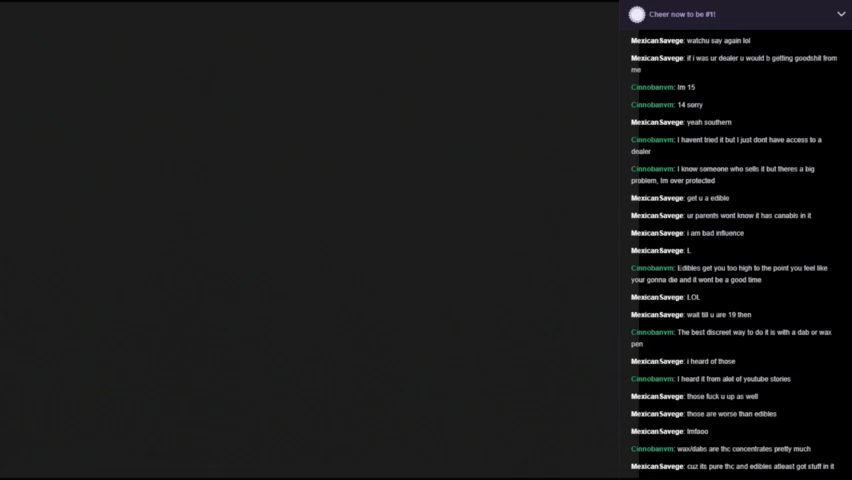 Cheer now to be #1!
MexicanSavege: watchu say again lol
MexicanSavege: if i was ur dealer u would b getting goodshit from
me
Cinnobanvm: Im 15
Cinnobanvm: 14 sorry
MexicanSavege: yeah southern
Cinnobanvm: I havent tried it but I just dont have access to a
dealer
Cinnobanvm: I know someone who sells it but theres a big
problem, Im over protected
MexicanSavege: get u a edible
MexicanSavege: ur parents wont know it has canabis in it
MexicanSavege: i am bad influence
MexicanSavege: L
Cinnobanvm: Edibles get you too high to the point you feel like
your gonna die and it wont be a good time
MexicanSavege: LOL
MexicanSavege: wait till u are 19 then
Cinnobanvm: The best discreet way to do it is with a dab or wax
pen
MexicanSavege: i heard of those
Cinnobanvm: I heard it from alot of youtube stories
MexicanSavege: those fuck u up as well
MexicanSavege: those are worse than edibles
MexicanSavege: lmfaoo
Cinnobanvm: wax/dabs are thc concentrates pretty much
MexicanSavege: cuz its pure thc and edibles atleast got stuff in it